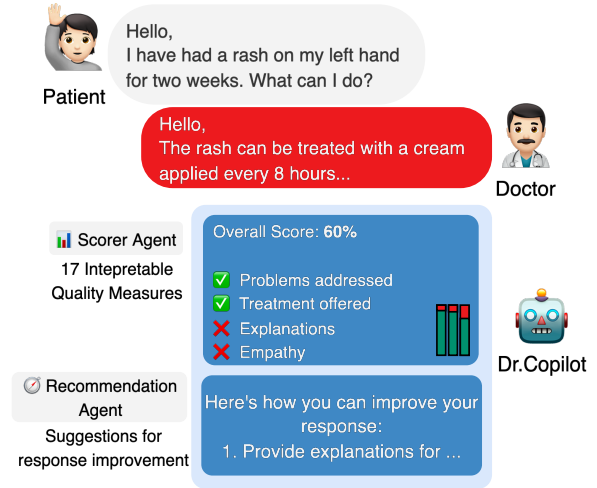 Hello,
I have had a rash on my left hand
for two weeks. What can I do?
Patient
Hello,
The rash can be treated with a cream
applied every 8 hours...
Doctor
Scorer Agent
17 Intepretable
Quality Measures
Overall Score: 60%
Problems addressed
Treatment offered
Explanations
Empathy
Dr.Copilot
Recommendation
Agent
Suggestions for
response improvement
Here's how you can improve your
response:
1. Provide explanations for ...